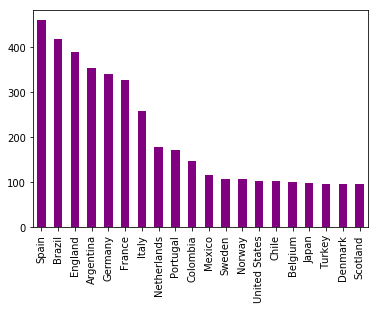 400
300
200
100
0
Spain
Brazil
England
Argentina
Germany
France
Italy
Netherlands
Portugal
Colombia
Mexico
Sweden
Norway
United States
Chile
Belgium
Japan
Turkey
Denmark
Scotland